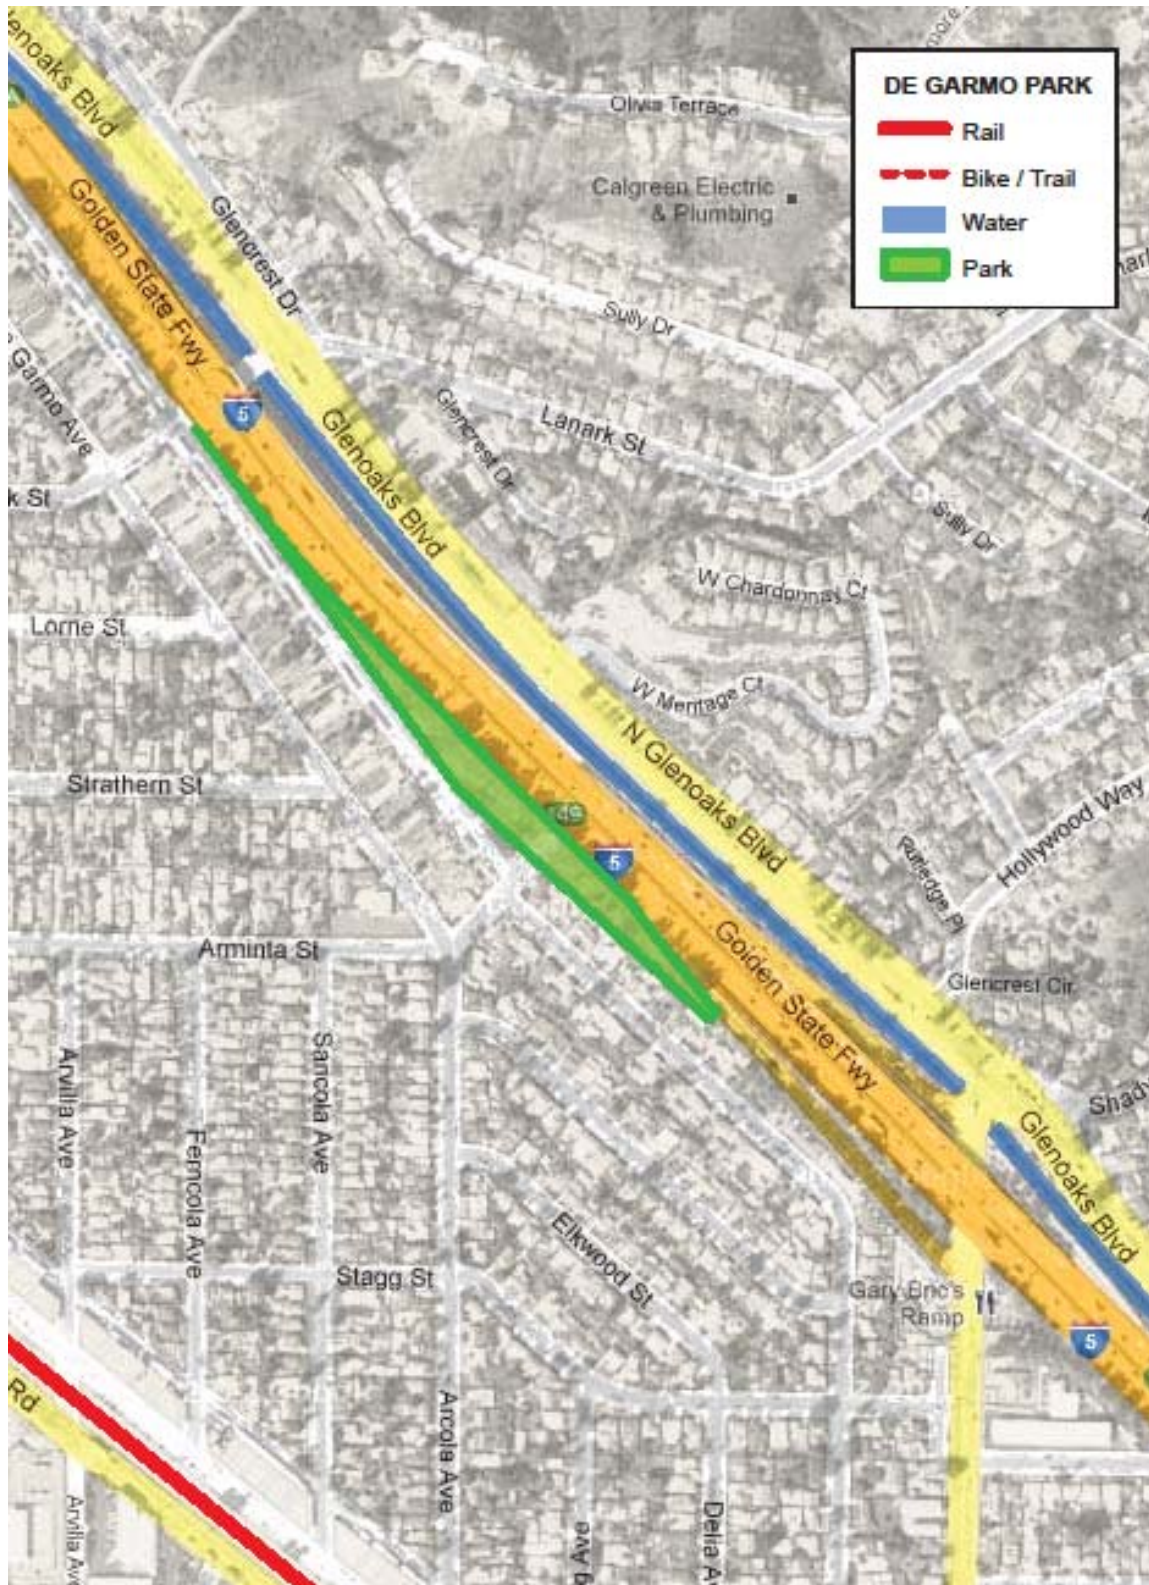 Glenoaks Blvd
Olivia Terrace
DE GARMO PARK
Rail
Bike / Trail
Water
Park
Calgreen Electric
& Plumbing
Golden State Fwy
Glencrest Dr
Sully Dr
Garmo Ave
5
Glenoaks Blvd
Glencrest Dr
Lanark St
k St
Sully Dr
W Chardonnay Ct
Lorne St
W Meritage Ct
N Glenoaks Blvd
Strathern St
Hollywood Way
5
Rutledge Pl
Arminta St
Golden State Fwy
Glencrest Cir
Arvilla Ave
Sancola Ave
Ferncola Ave
Shady
Glenoaks Blvd
Elkwood St
Stagg St
Gary Bric's
Ramp
5
Rd
Arcola Ave
Arvilla Ave
Ave
Delia A